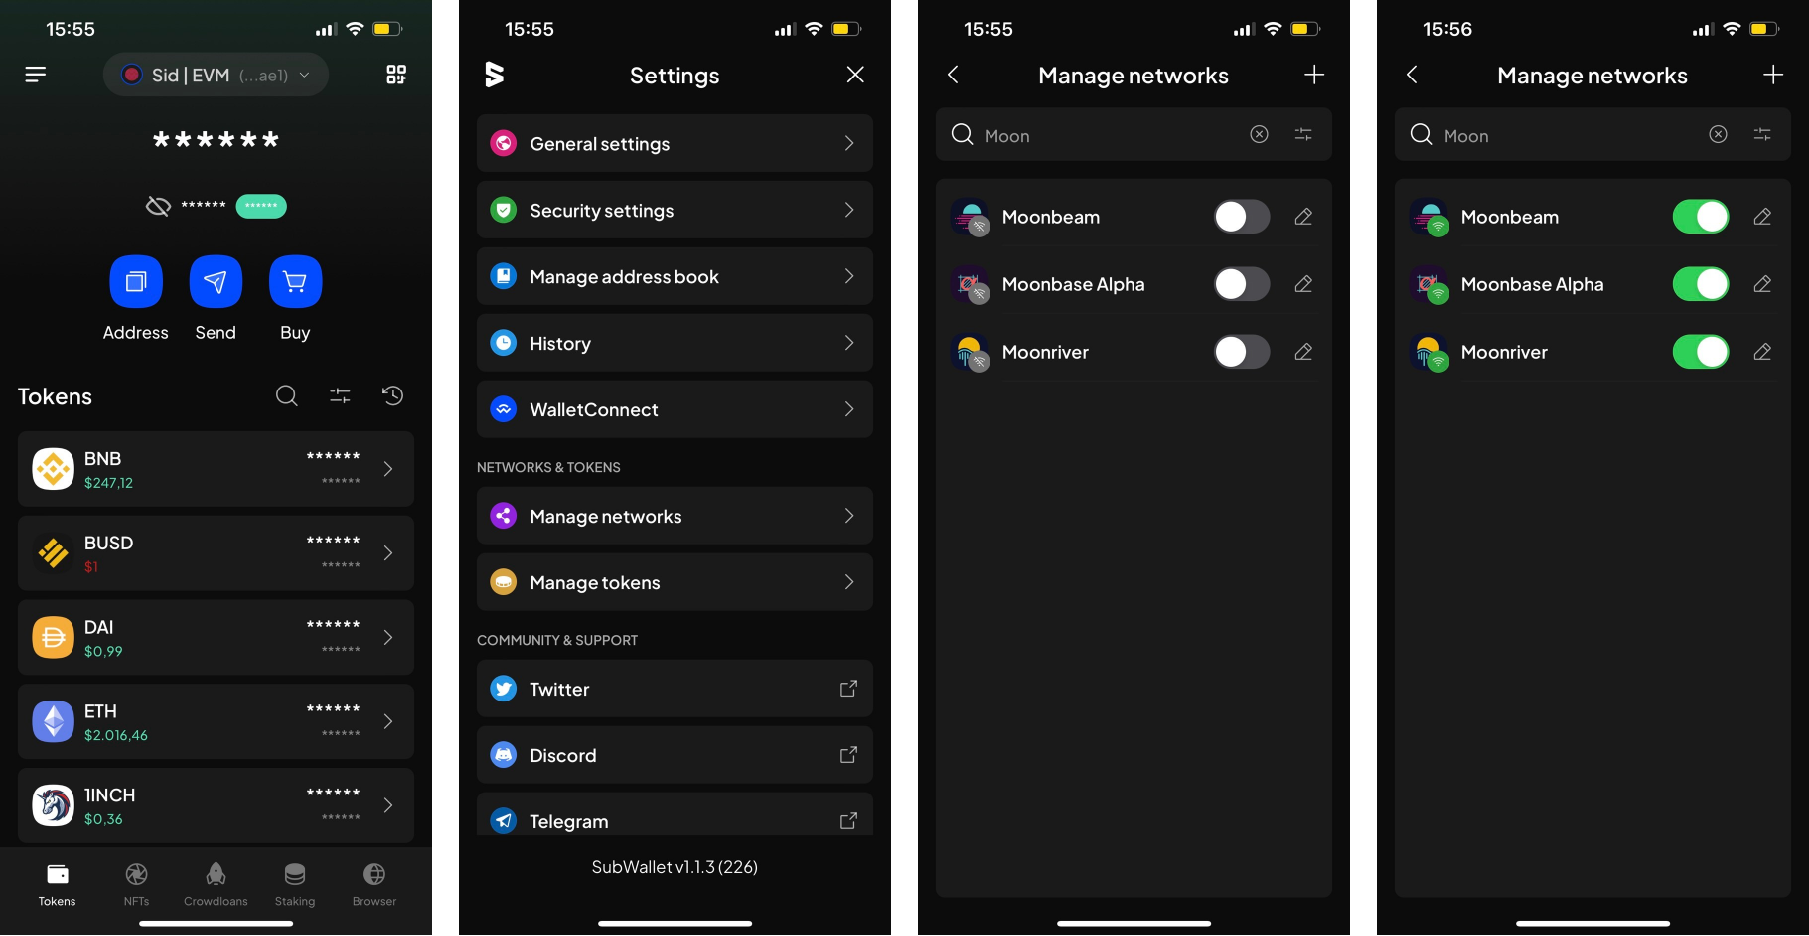 15:55
Sid | EVM (...ae1)
******
****** ******
Address Send Buy
Tokens
BNB ******
$247,12 ******
BUSD ******
$1 ******
DAI ******
$0,99 ******
ETH ******
$2.016,46 ******
1INCH ******
$0,36 ******
Tokens NFTs Crowdloans Staking Browser
15:55
Settings
General settings
Security settings
Manage address book
History
WalletConnect
NETWORKS & TOKENS
Manage networks
Manage tokens
COMMUNITY & SUPPORT
Twitter
Discord
Telegram
SubWallet v1.1.3 (226)
15:55
Manage networks
Moon
Moonbeam
Moonbase Alpha
Moonriver
15:56
Manage networks
Moon
Moonbeam
Moonbase Alpha
Moonriver